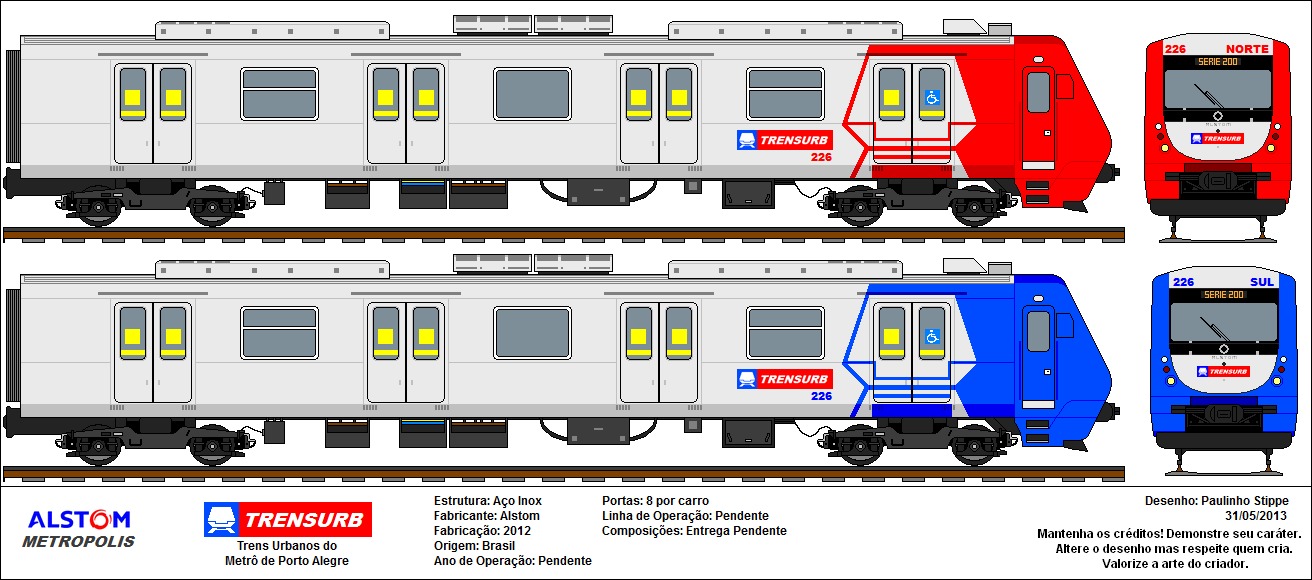 TRENSURB
226
226 NORTE
SERIE 200
ALSTOM
TRENSURB
TRENSURB
226
226 SUL
SERIE 200
ALSTOM
TRENSURB
ALSTOM
METROPOLIS
TRENSURB
Trens Urbanos do
Metrô de Porto Alegre
Estrutura: Aço Inox
Fabricante: Alstom
Fabricação: 2012
Origem: Brasil
Ano de Operação: Pendente
Portas: 8 por carro
Linha de Operação: Pendente
Composições: Entrega Pendente
Desenho: Paulinho Stippe
31/05/2013
Mantenha os créditos! Demonstre seu caráter.
Altere o desenho mas respeite quem cria.
Valorize a arte do criador.